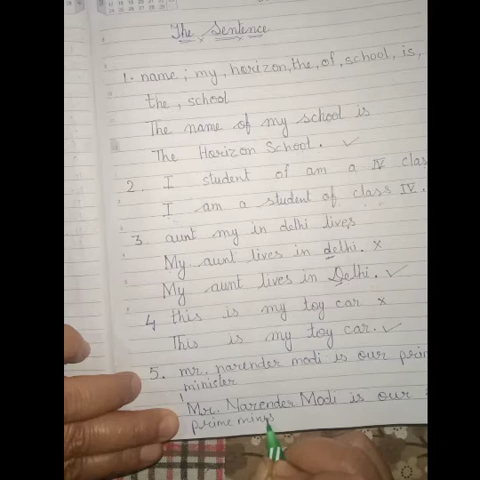 The Sentence
1. name, my, horizon, the, of, school, is,
the, school
The name of my school is
The Horizon School. ✓
2. I student of am a IV clas
I am a student of class IV.
3. aunt my in delhi lives
My aunt lives in delhi. x
My aunt lives in Delhi. ✓
4 this is my toy car x
This is my toy car. ✓
5. mr. narender modi is our prim
minister
Mr. Narender Modi is our
prime minis